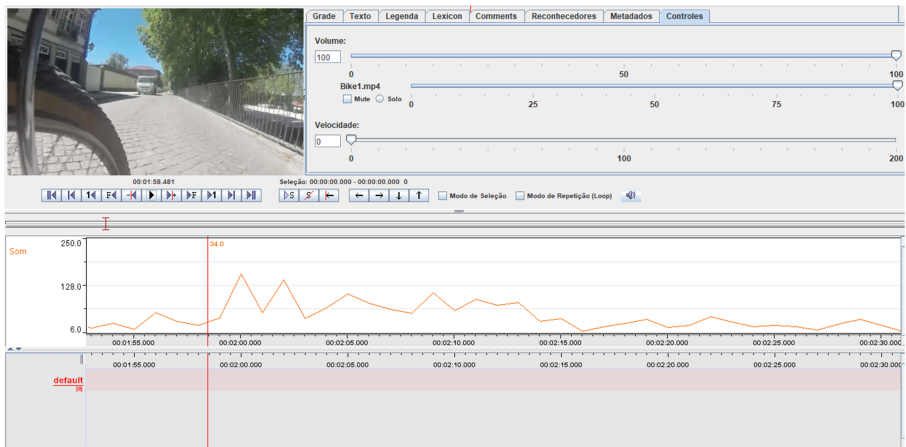 Grade Texto Legenda Lexicon Comments Reconhecedores Metadados Controles
Volume:
100
0 50 100
Bike1.mp4
Mute Solo 0 25 50 75 100
Velocidade:
0
0 100 200
00:01:58.481 Seleção: 00:00:00.000 - 00:00:00.000 0
1 F F 1 S S Modo de Seleção Modo de Repetição (Loop)
Som 250.0 34.0
128.0
6.0
00:01:55.000 00:02:00.000 00:02:05.000 00:02:10.000 00:02:15.000 00:02:20.000 00:02:25.000 00:02:30.000
00:01:55.000 00:02:00.000 00:02:05.000 00:02:10.000 00:02:15.000 00:02:20.000 00:02:25.000 00:02:30.000
default
[0]